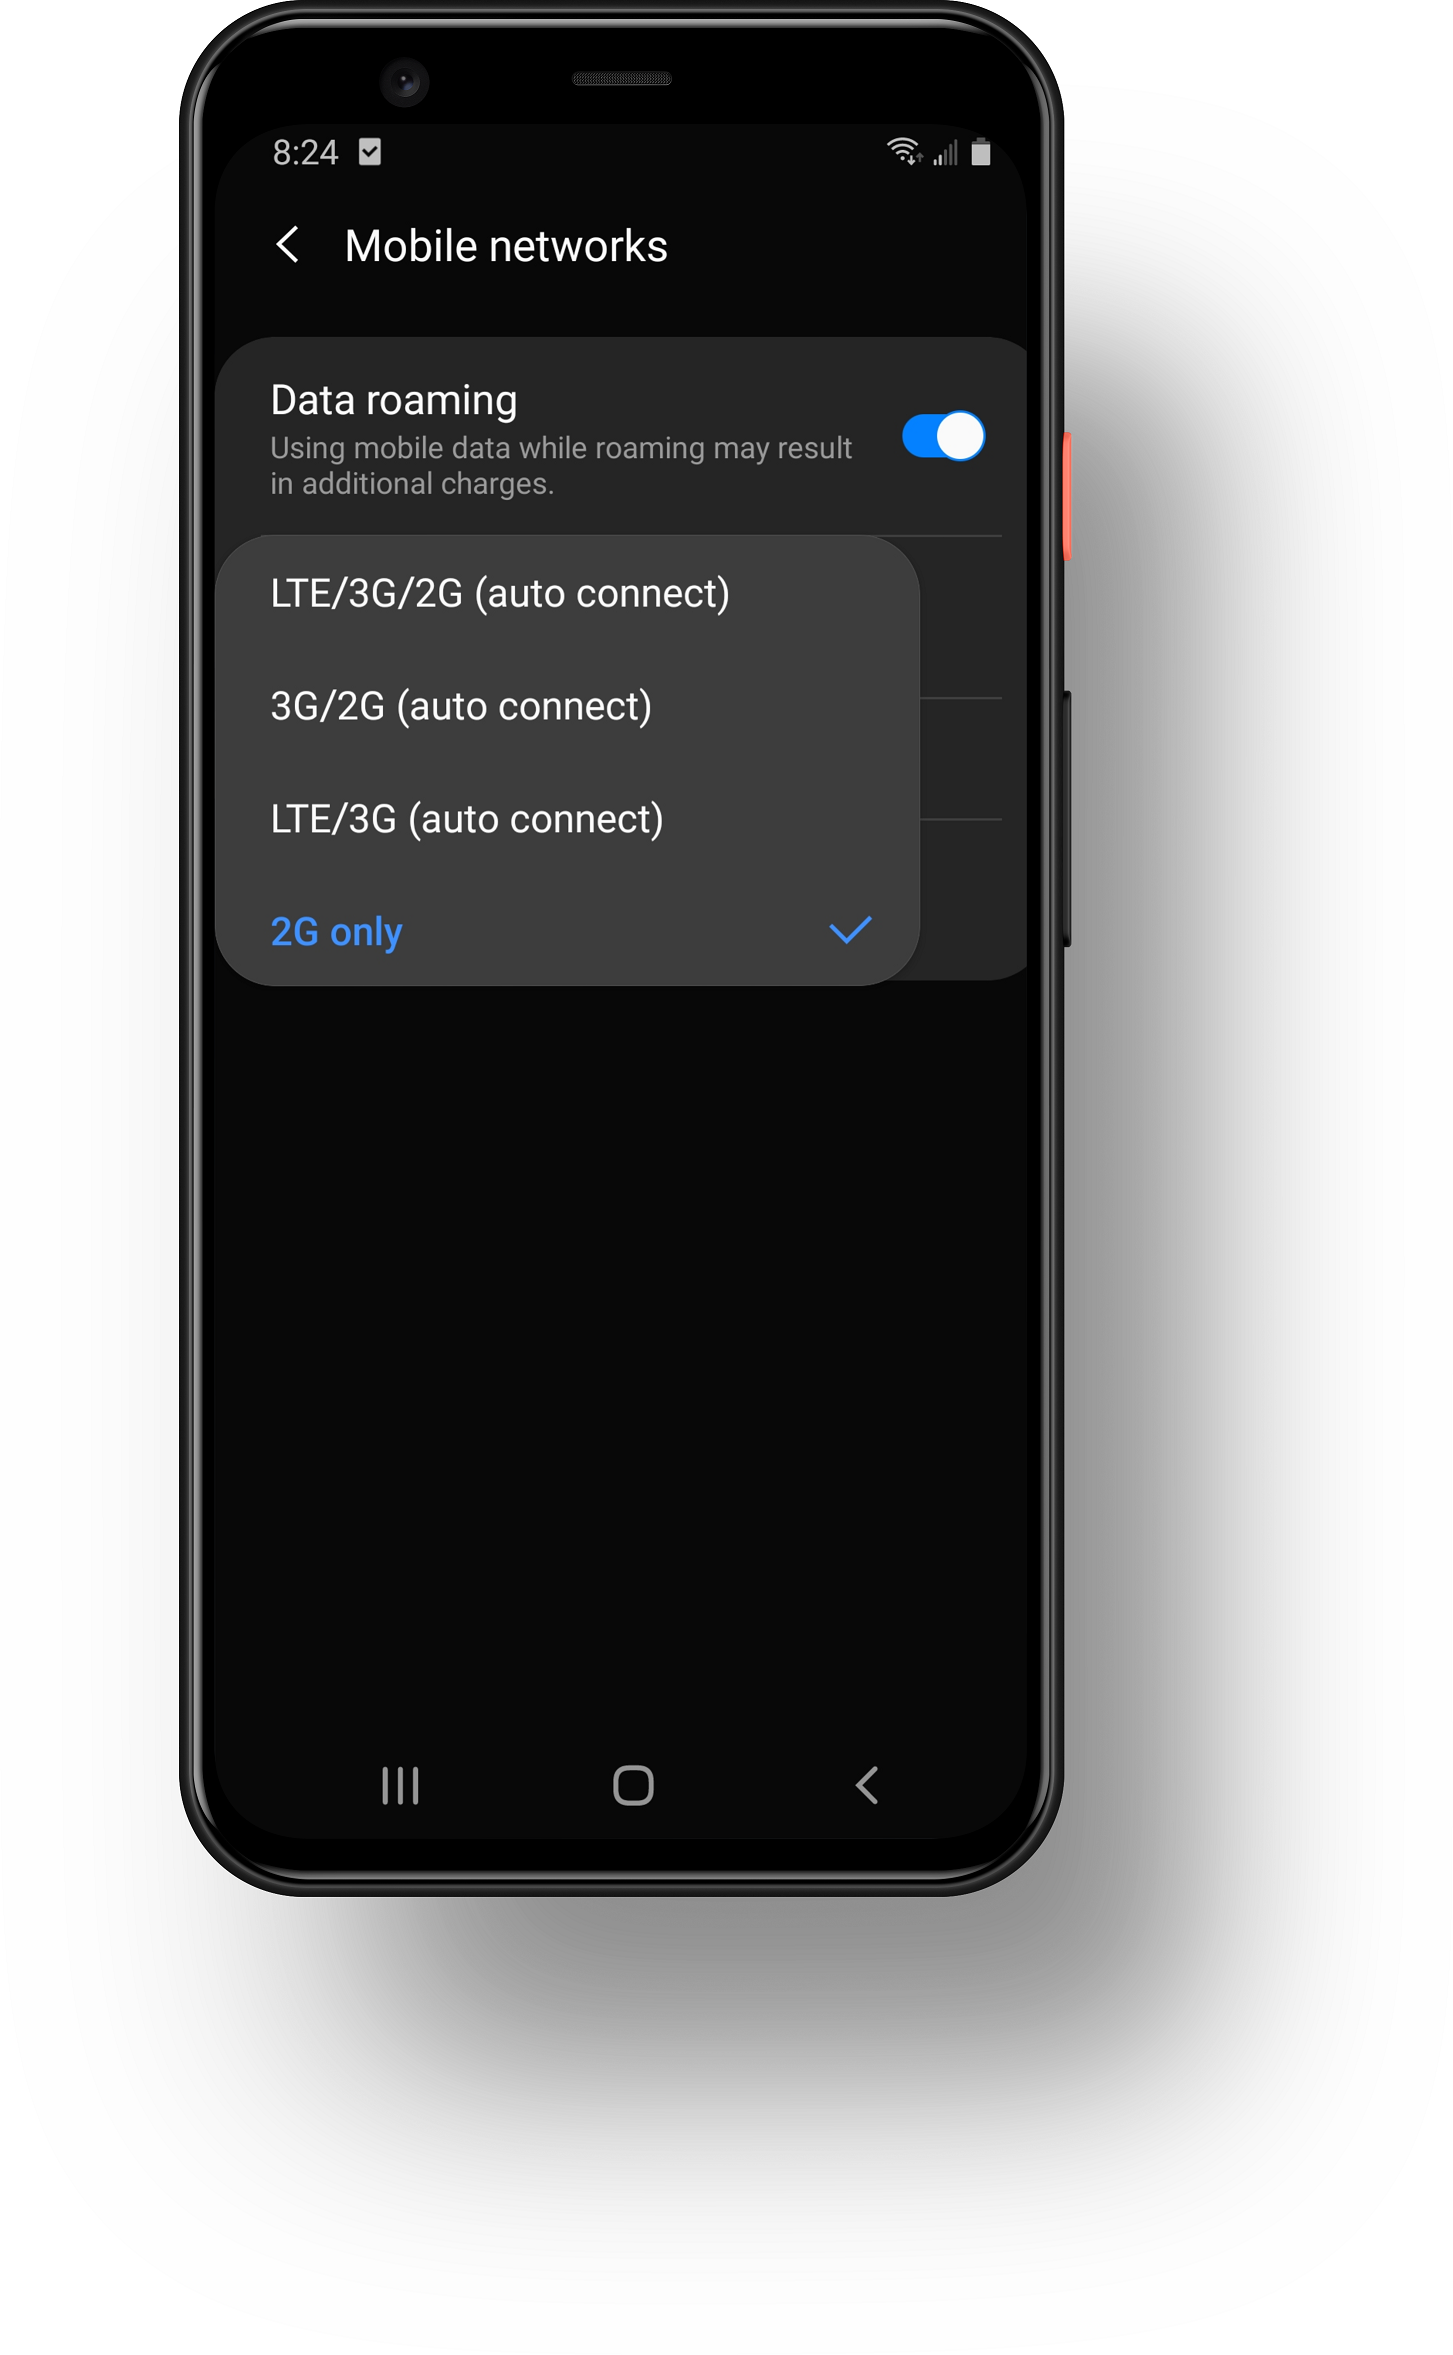 8:24
Mobile networks
Data roaming
Using mobile data while roaming may result
in additional charges.
LTE/3G/2G (auto connect)
3G/2G (auto connect)
LTE/3G (auto connect)
2G only